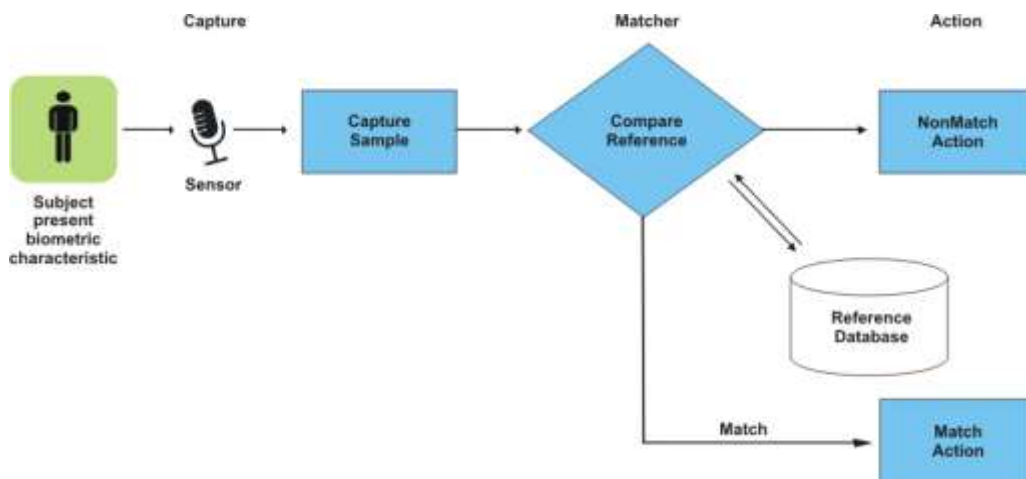 Capture
Matcher
Action
Subject
present
biometric
characteristic
Sensor
Capture
Sample
Compare
Reference
NonMatch
Action
Reference
Database
Match
Match
Action